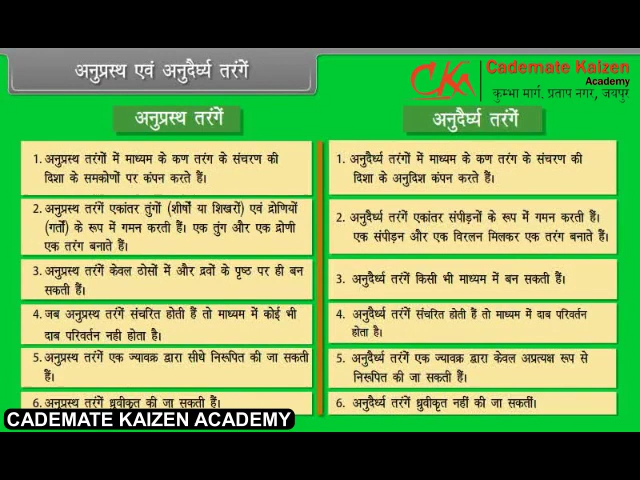 अनुप्रस्थ एवं अनुदैर्घ्य तरंगें
CKA
Cademate Kaizen
Academy
कुम्भा मार्ग. प्रताप नगर, जयपुर
अनुप्रस्थ तरंगें
1. अनुप्रस्थ तरंगों में माध्यम के कण तरंग के संचरण की
दिशा के समकोणों पर कंपन करते हैं।
2. अनुप्रस्थ तरंगें एकांतर तुंगों (शीर्षों या शिखरों) एवं द्रोणियों
(गर्तों) के रूप में गमन करती हैं। एक तुंग और एक द्रोणी
एक तरंग बनाते हैं।
3. अनुप्रस्थ तरंगें केवल ठोसों में और द्रवों के पृष्ठ पर ही बन
सकती हैं।
4. जब अनुप्रस्थ तरंगें संचरित होती हैं तो माध्यम में कोई भी
दाब परिवर्तन नही होता है।
5. अनुप्रस्थ तरंगें एक ज्यावक्र द्वारा सीधे निरूपित की जा सकती
हैं।
6. अनुप्रस्थ तरंगें ध्रुवीकृत की जा सकती हैं।
अनुदैर्घ्य तरंगें
1. अनुदैर्घ्य तरंगों में माध्यम के कण तरंग के संचरण की
दिशा के अनुदिश कंपन करते हैं।
2. अनुदैर्घ्य तरंगें एकांतर संपीड़नों के रूप में गमन करती हैं।
एक संपीड़न और एक विरलन मिलकर एक तरंग बनाते हैं।
3. अनुदैर्घ्य तरंगें किसी भी माध्यम में बन सकती हैं।
4. अनुदैर्घ्य तरंगें संचरित होती हैं तो माध्यम में दाब परिवर्तन
होता है।
5. अनुदैर्घ्य तरंगें एक ज्यावक्र द्वारा केवल अप्रत्यक्ष रूप से
निरूपित की जा सकती हैं।
6. अनुदैर्घ्य तरंगें ध्रुवीकृत नहीं की जा सकतीं।
CADEMATE KAIZEN ACADEMY